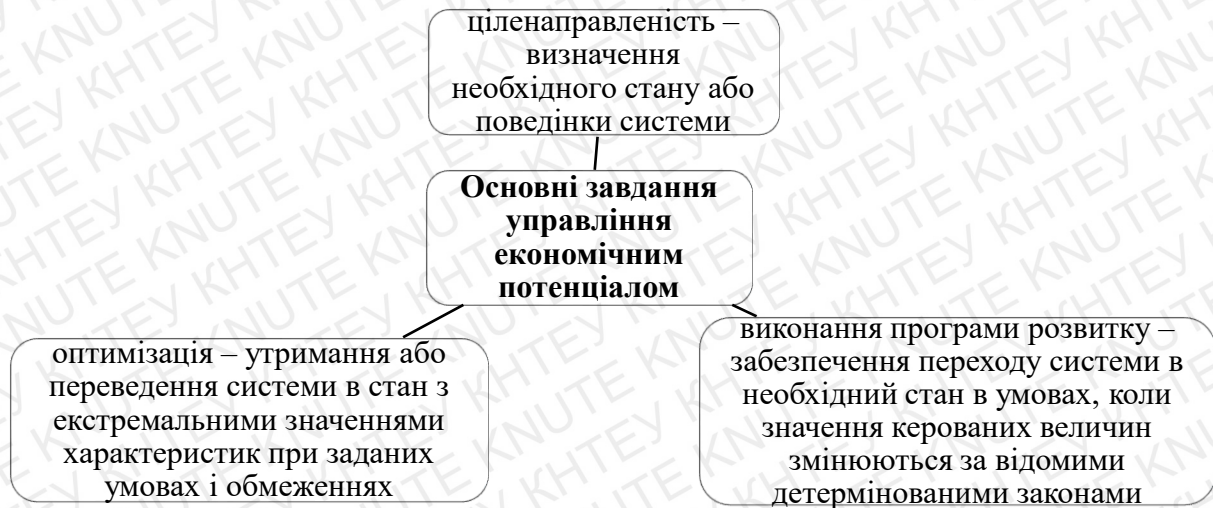 ціленаправленість –
визначення
необхідного стану або
поведінки системи
Основні завдання
управління
економічним
потенціалом
оптимізація – утримання або
переведення системи в стан з
екстремальними значеннями
характеристик при заданих
умовах і обмеженнях
виконання програми розвитку –
забезпечення переходу системи в
необхідний стан в умовах, коли
значення керованих величин
змінюються за відомими
детермінованими законами